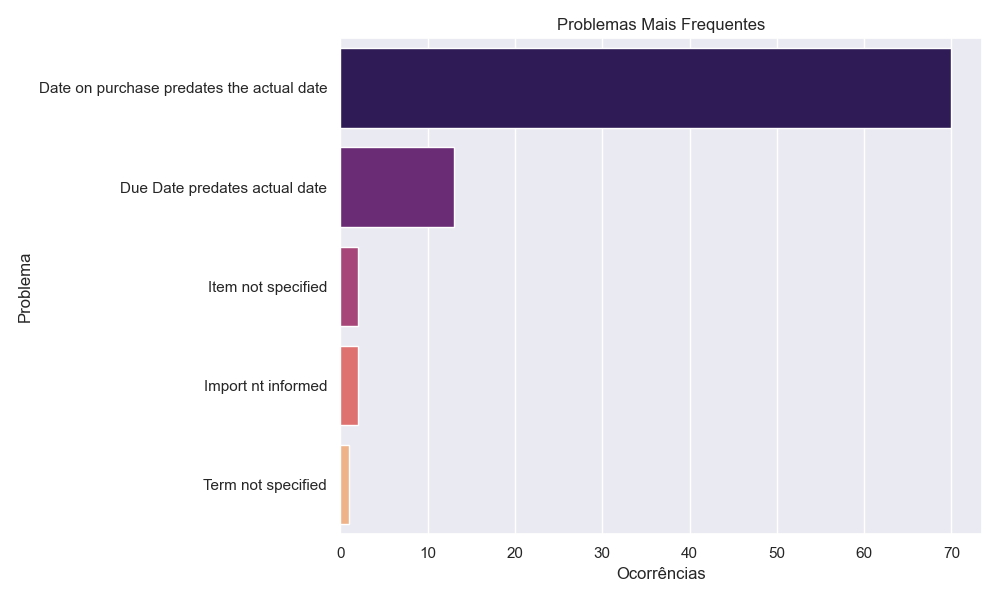 Problemas Mais Frequentes
Date on purchase predates the actual date
Due Date predates actual date
Item not specified
Import nt informed
Term not specified
Problema
0 10 20 30 40 50 60 70
Ocorrências